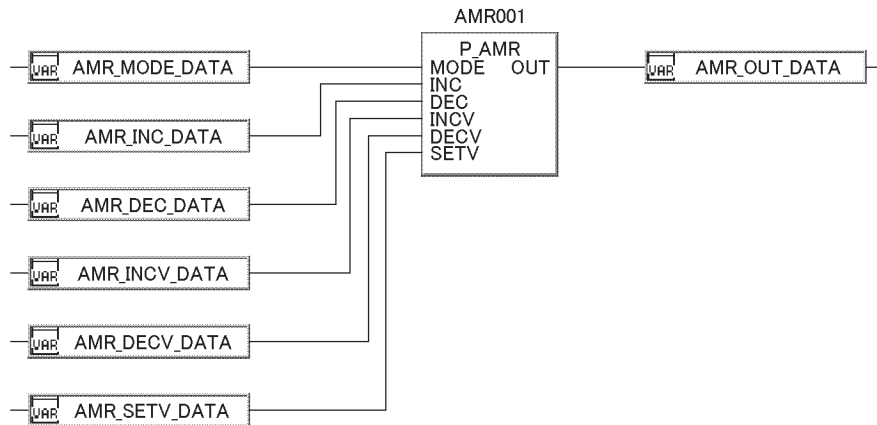 AMR001
P_AMR
VAR AMR_MODE_DATA
MODE OUT
VAR AMR_OUT_DATA
INC
DEC
INCV
DECV
SETV
VAR AMR_INC_DATA
VAR AMR_DEC_DATA
VAR AMR_INCV_DATA
VAR AMR_DECV_DATA
VAR AMR_SETV_DATA